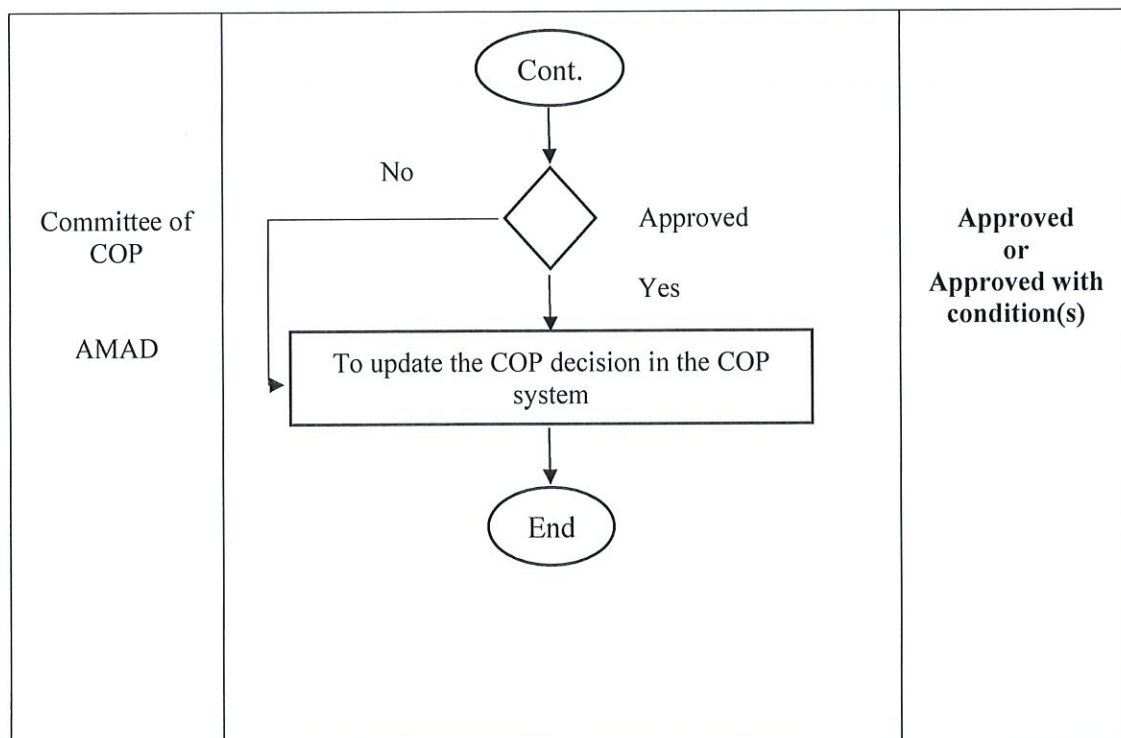 Cont.
No
Committee of
COP
Approved
Approved
or
Approved with
condition(s)
Yes
AMAD
To update the COP decision in the COP
system
End